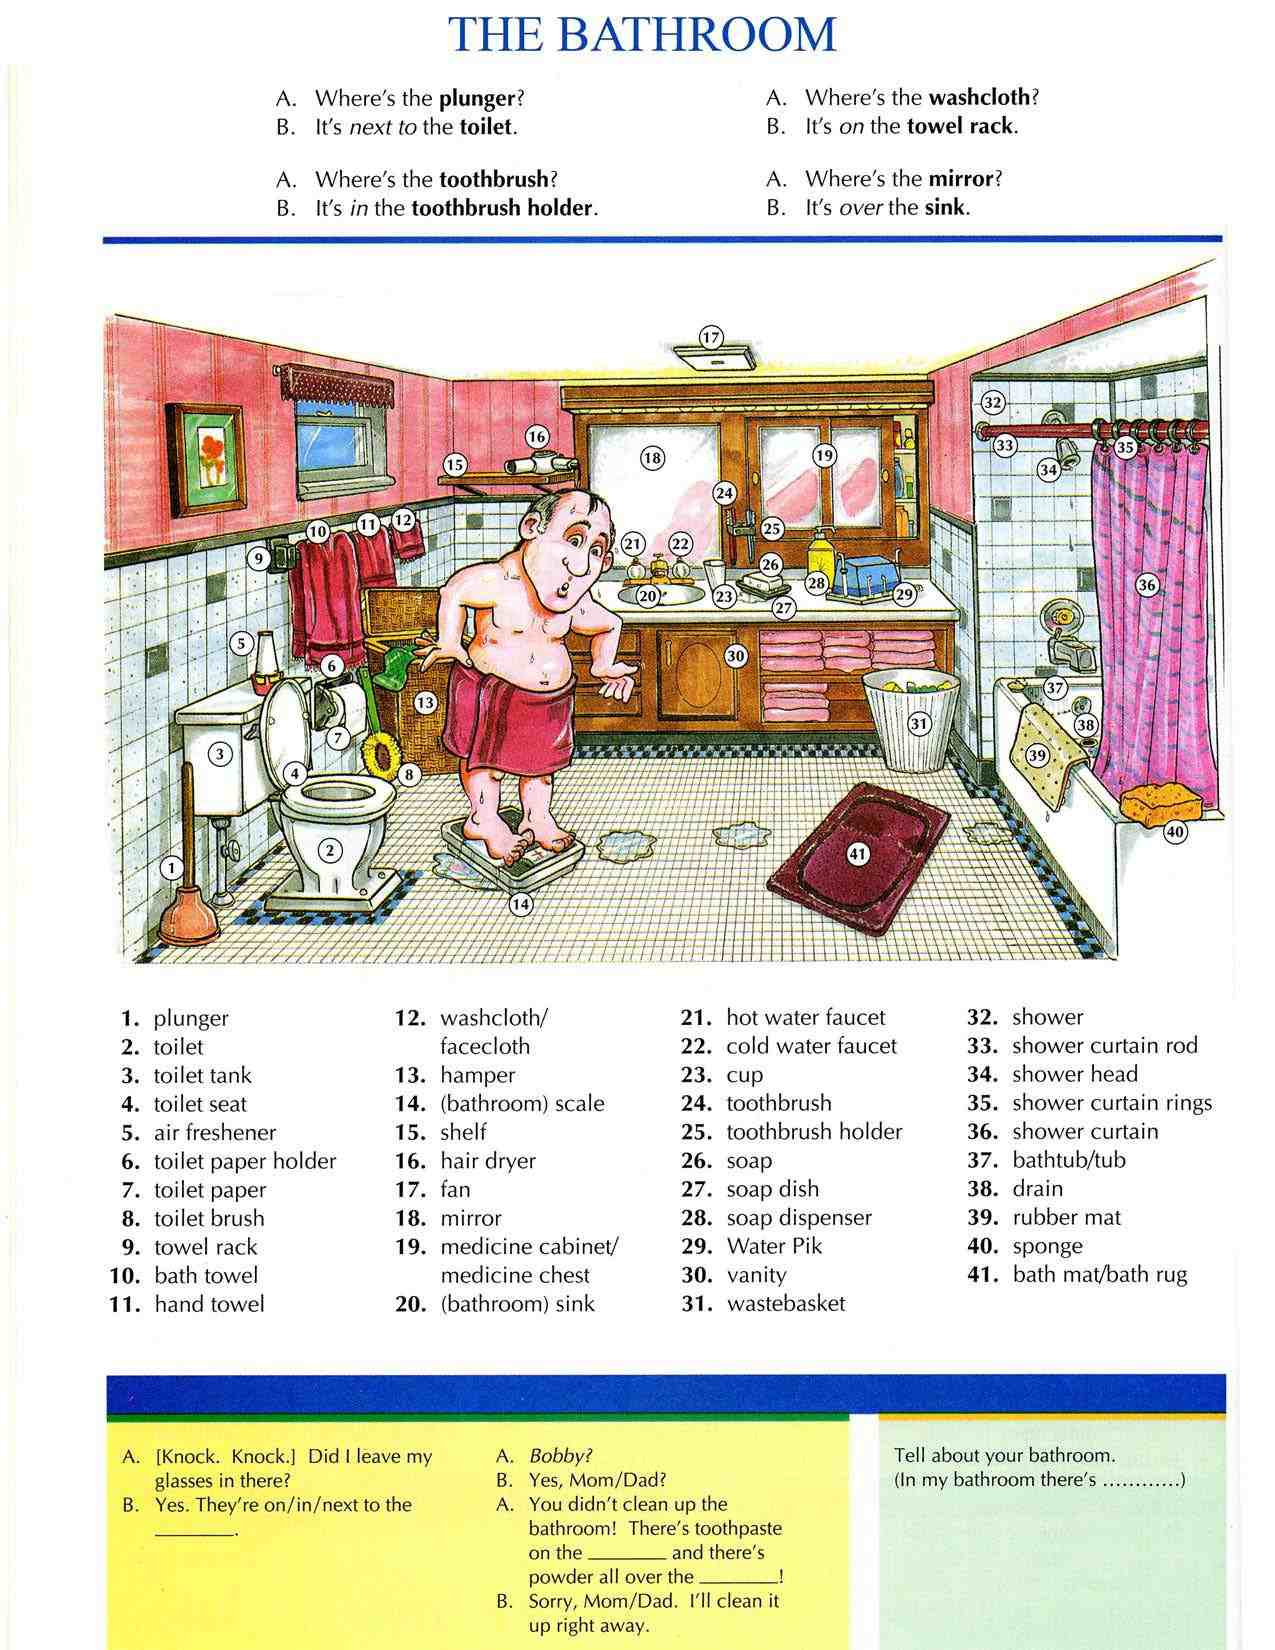 THE BATHROOM
A. Where's the plunger?
B. It's next to the toilet.
A. Where's the washcloth?
B. It's on the towel rack.
A. Where's the toothbrush?
B. It's in the toothbrush holder.
A. Where's the mirror?
B. It's over the sink.
17
32
16
33
35
15
18
19
34
24
12
11
10
25
21
22
9
26
36
20
23
28
29
27
5
6
30
37
13
31
38
7
3
39
4
8
40
2
41
1
14
1. plunger
2. toilet
3. toilet tank
4. toilet seat
5. air freshener
6. toilet paper holder
7. toilet paper
8. toilet brush
9. towel rack
10. bath towel
11. hand towel
12. washcloth/
facecloth
13. hamper
14. (bathroom) scale
15. shelf
16. hair dryer
17. fan
18. mirror
19. medicine cabinet/
medicine chest
20. (bathroom) sink
21. hot water faucet
22. cold water faucet
23. cup
24. toothbrush
25. toothbrush holder
26. soap
27. soap dish
28. soap dispenser
29. Water Pik
30. vanity
31. wastebasket
32. shower
33. shower curtain rod
34. shower head
35. shower curtain rings
36. shower curtain
37. bathtub/tub
38. drain
39. rubber mat
40. sponge
41. bath mat/bath rug
A. [Knock. Knock.] Did I leave my
glasses in there?
B. Yes. They're on/in/next to the
________.
A. Bobby?
B. Yes, Mom/Dad?
A. You didn't clean up the
bathroom! There's toothpaste
on the ________ and there's
powder all over the ________!
B. Sorry, Mom/Dad. I'll clean it
up right away.
Tell about your bathroom.
(In my bathroom there's ............)